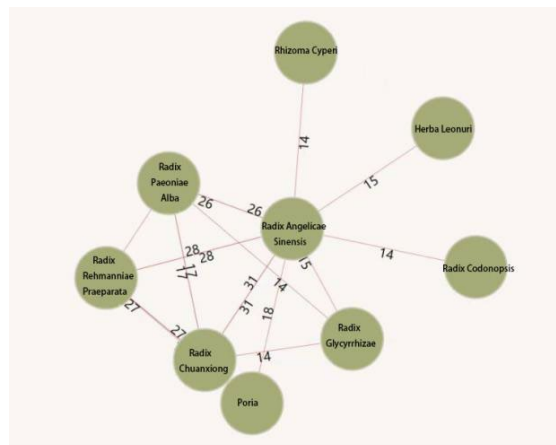 Rhizoma Cyperi
Herba Leonuri
14
15
Radix
Paeoniae
Alba
26
26
Radix Angelicae
Sinensis
14
Radix Codonopsis
28
28
Radix
Rehmanniae
Praeparata
17
15
31
31
14
18
27
27
Radix
Glycyrrhizae
Radix
Chuanxiong
14
Poria